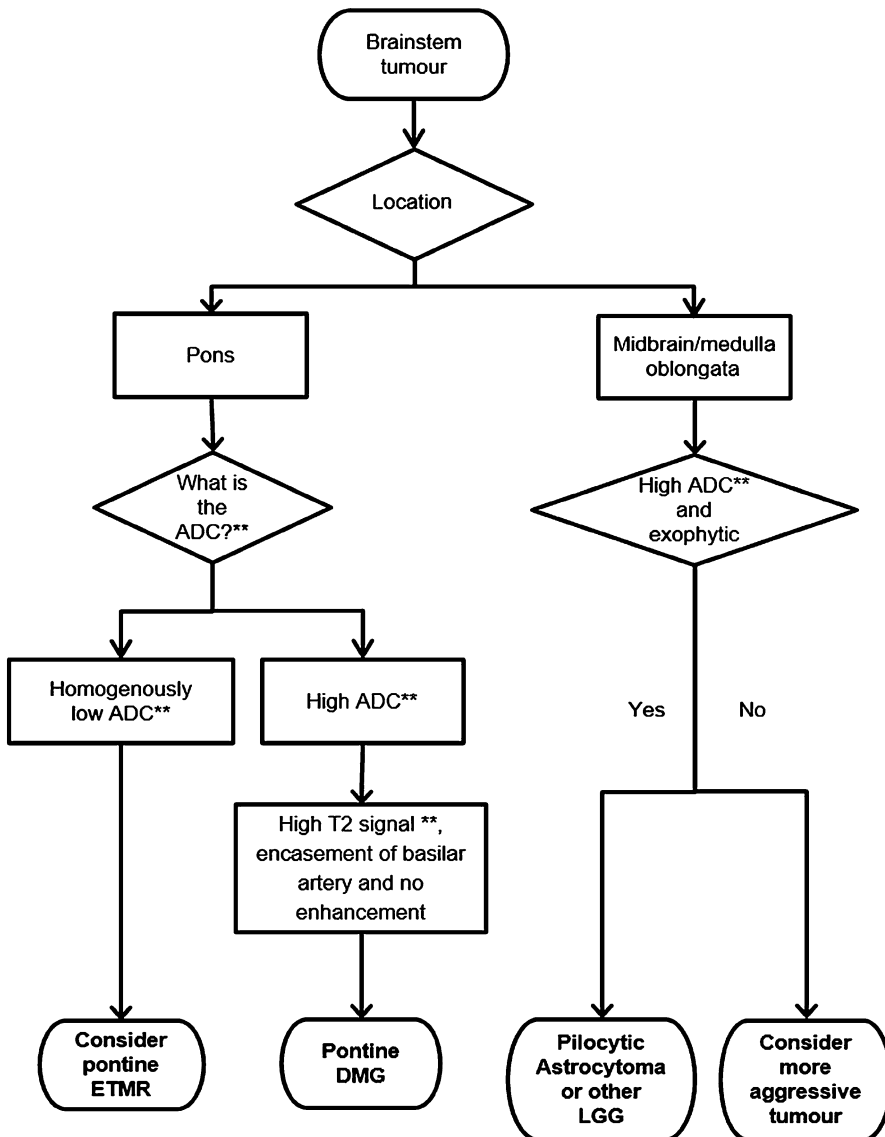 Brainstem
tumour
Location
Pons
Midbrain/medulla
oblongata
What is
the
ADC?**
High ADC**
and
exophytic
Homogenously
low ADC**
High ADC**
Yes
No
High T2 signal **,
encasement of basilar
artery and no
enhancement
Consider
pontine
ETMR
Pontine
DMG
Pilocytic
Astrocytoma
or other
LGG
Consider
more
aggressive
tumour